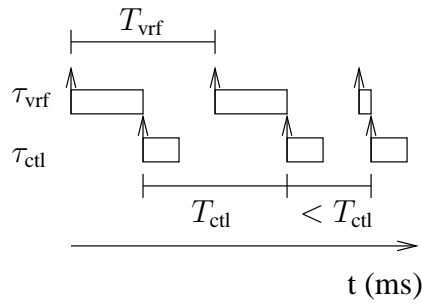 T_vrf
τ_vrf
τ_ctl
T_ctl < T_ctl
t (ms)